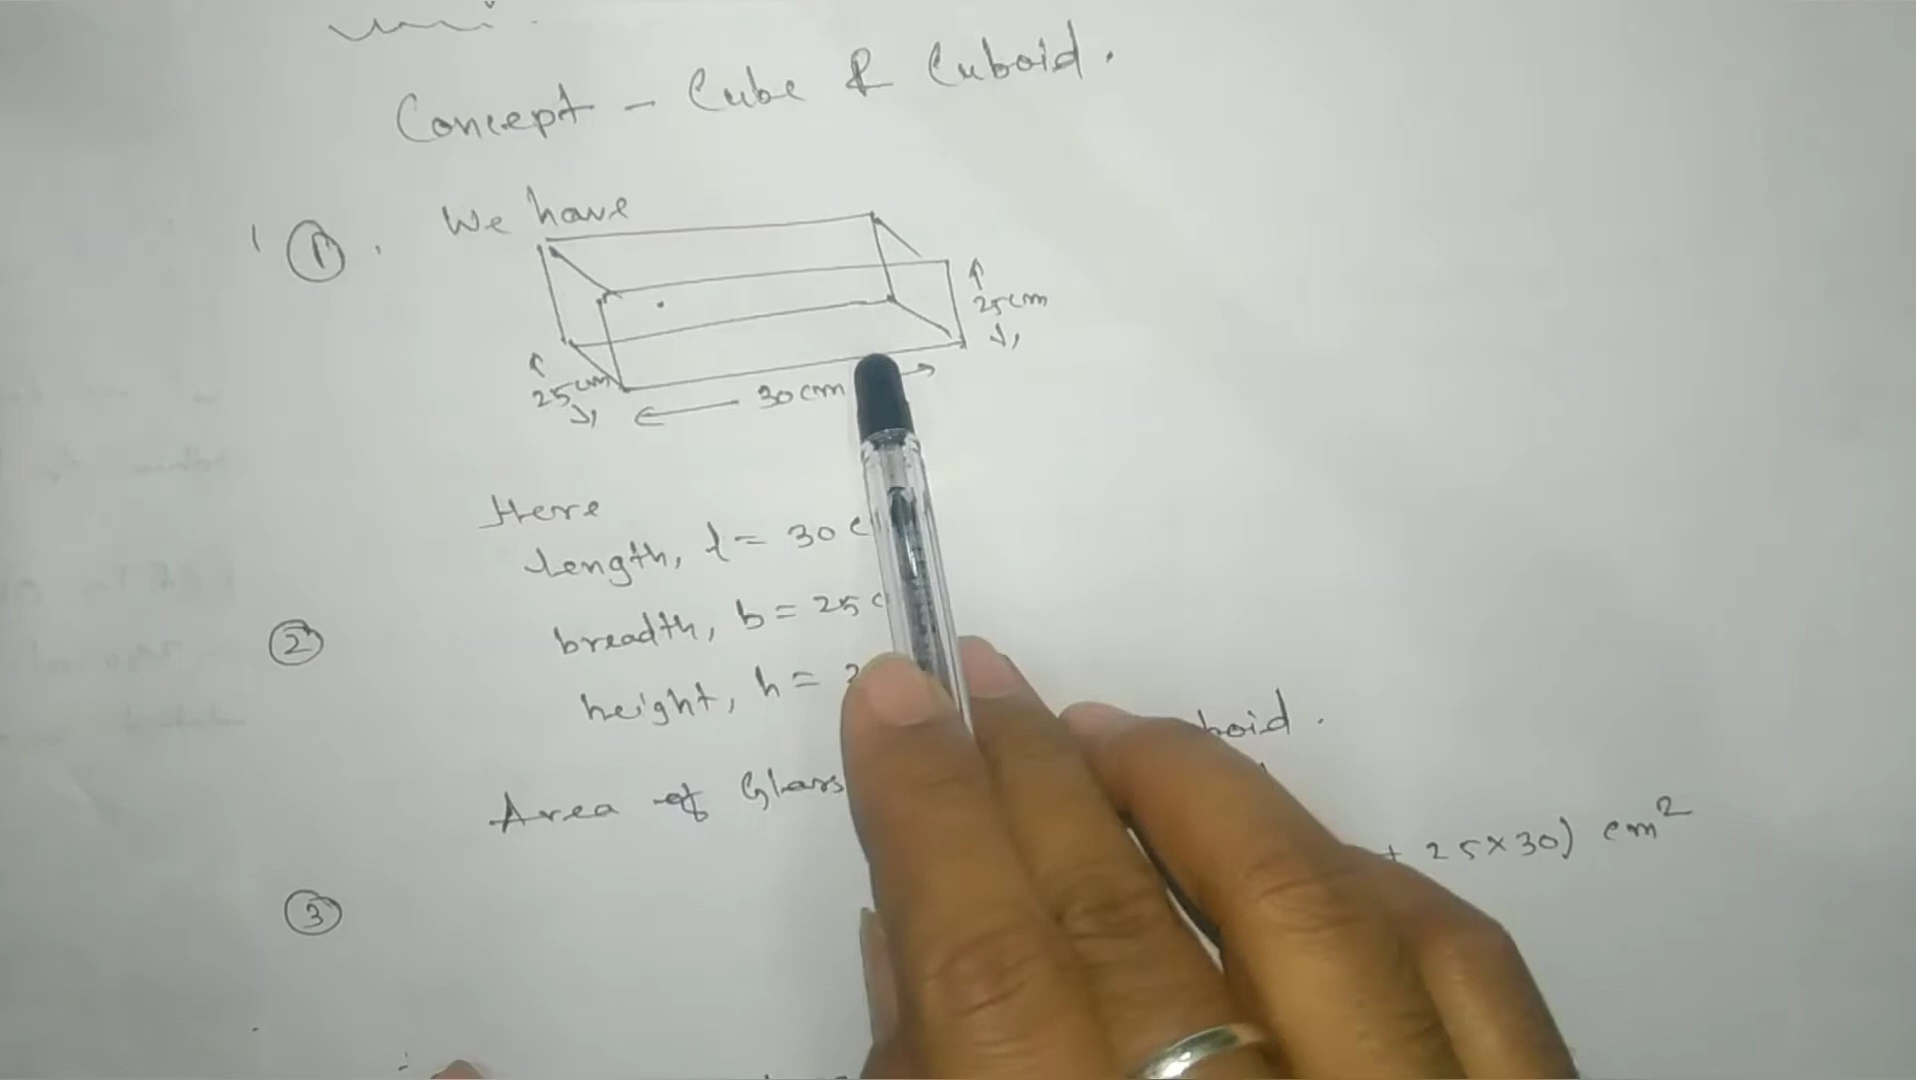 Concept - Cube & Cuboid.
1. We have
25cm
25cm
30cm
Here
length, l = 30
breadth, b = 25
height, h =
Area of Glass
+ 25×30) cm²
2
3